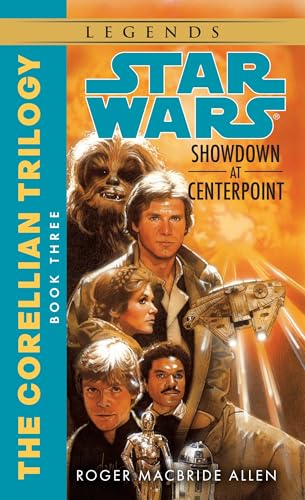 LEGENDS
STAR
WARS®
SHOWDOWN
AT
CENTERPOINT
THE CORELLIAN TRILOGY
BOOK THREE
ROGER MACBRIDE ALLEN